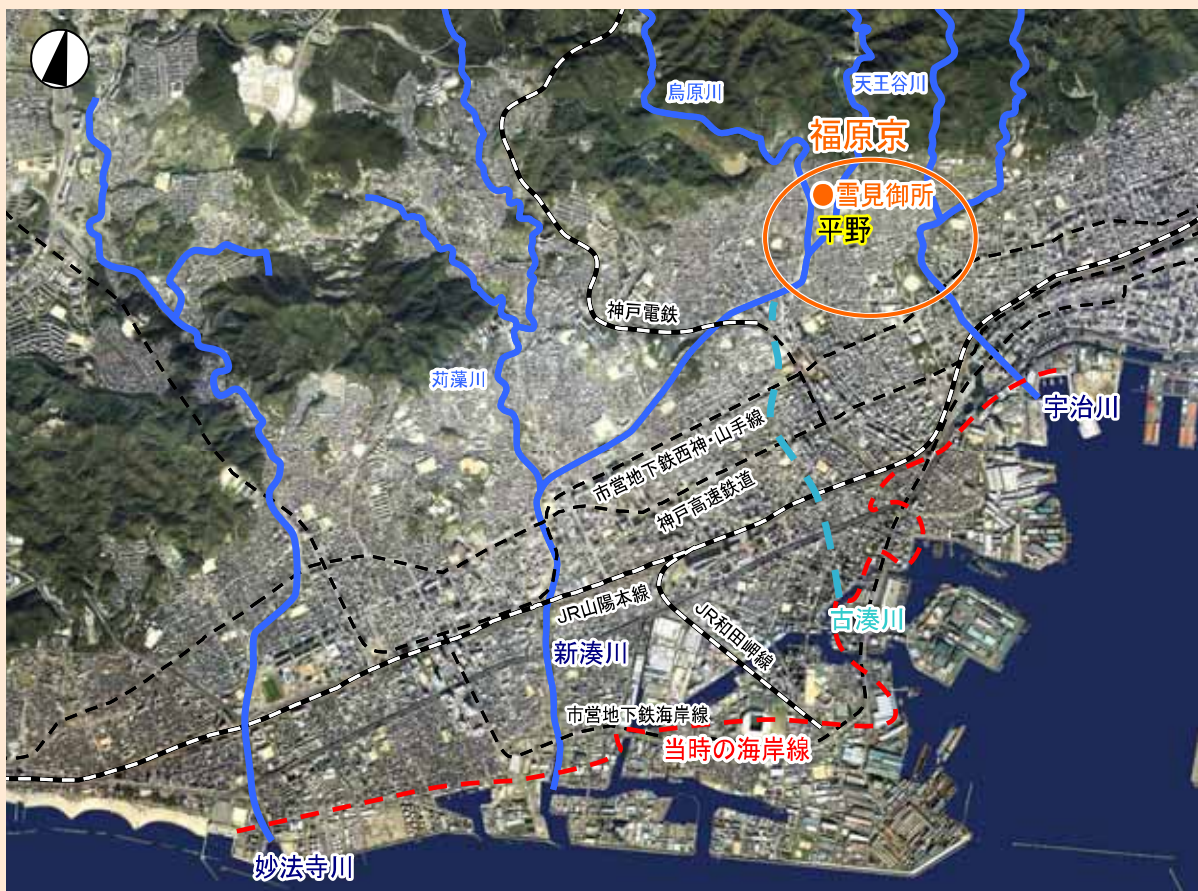 烏原川
天王谷川
福原京
雪見御所
平野
神戸電鉄
苅藻川
宇治川
市営地下鉄西神・山手線
神戸高速鉄道
JR山陽本線
JR和田岬線
古湊川
新湊川
市営地下鉄海岸線
当時の海岸線
妙法寺川